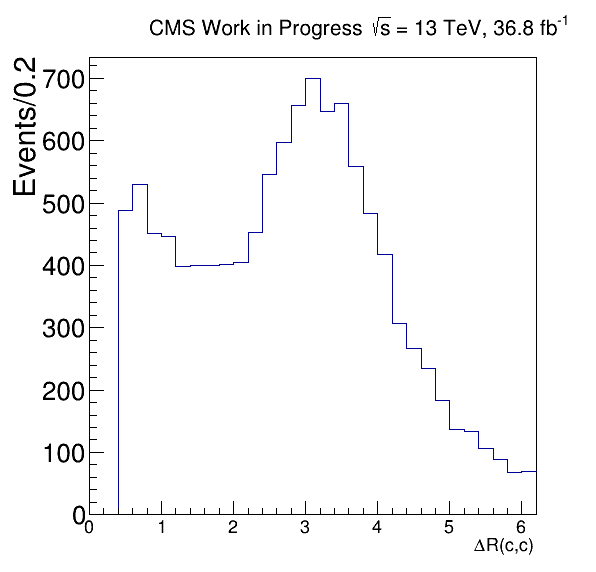 CMS Work in Progress √s = 13 TeV, 36.8 fb⁻¹
Events/0.2
700
600
500
400
300
200
100
0
0 1 2 3 4 5 6
ΔR(c,c)